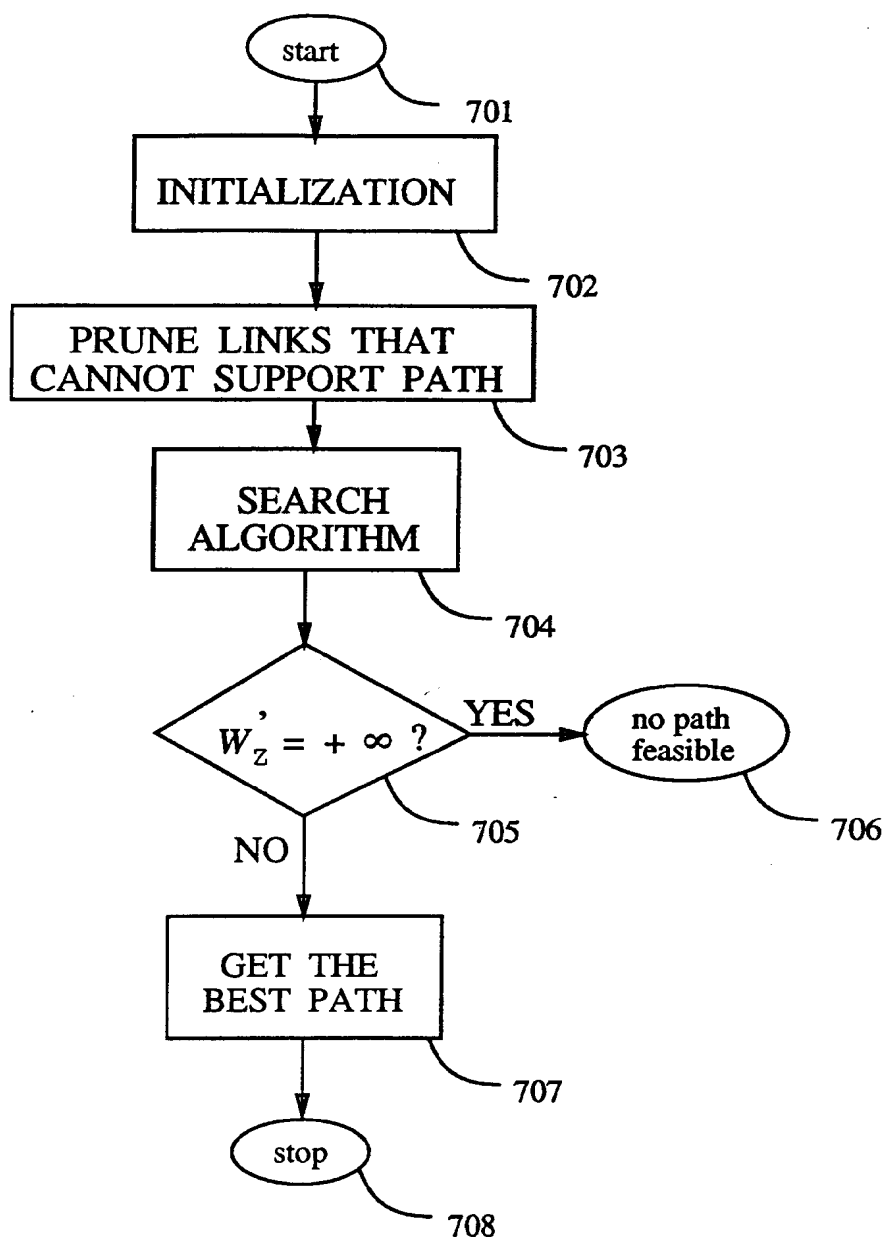 start
701
INITIALIZATION
702
PRUNE LINKS THAT
CANNOT SUPPORT PATH
703
SEARCH
ALGORITHM
704
W'z = + ∞ ?
YES
no path
feasible
705
706
NO
GET THE
BEST PATH
707
stop
708